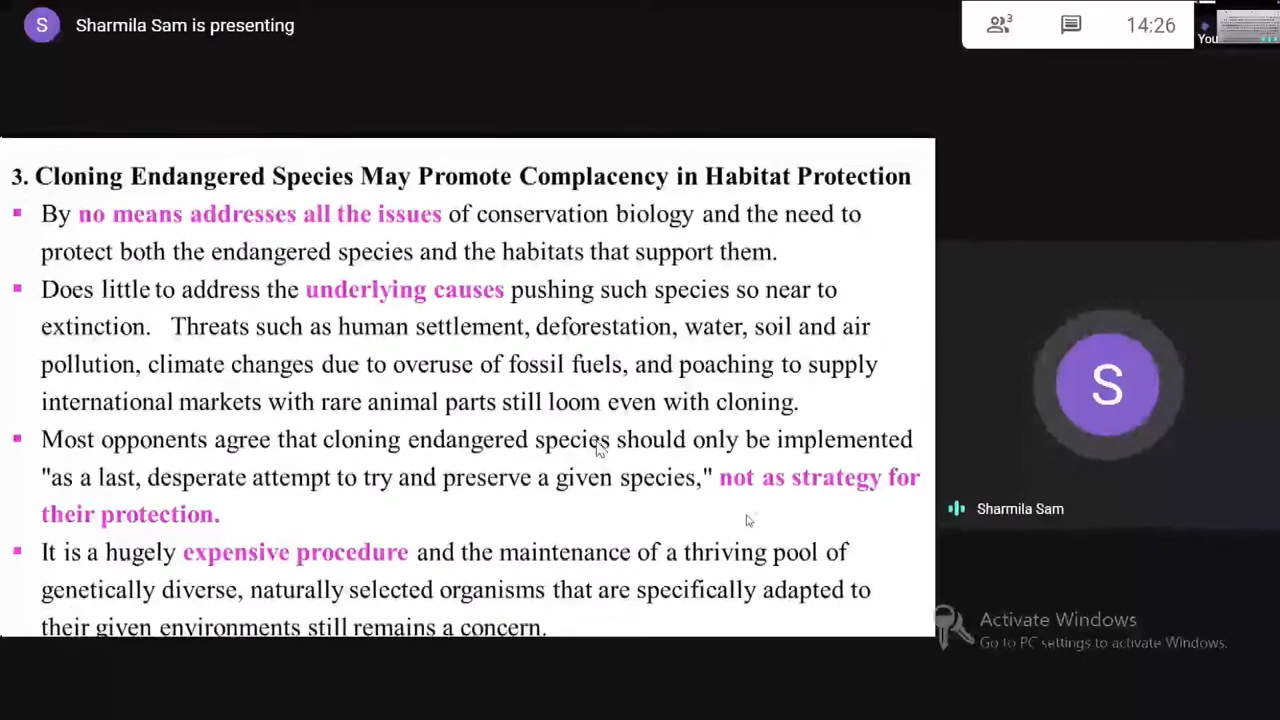 S
Sharmila Sam is presenting
3
14:26
You
3. Cloning Endangered Species May Promote Complacency in Habitat Protection
▪ By no means addresses all the issues of conservation biology and the need to
protect both the endangered species and the habitats that support them.
▪ Does little to address the underlying causes pushing such species so near to
extinction. Threats such as human settlement, deforestation, water, soil and air
pollution, climate changes due to overuse of fossil fuels, and poaching to supply
international markets with rare animal parts still loom even with cloning.
▪ Most opponents agree that cloning endangered species should only be implemented
"as a last, desperate attempt to try and preserve a given species," not as strategy for
their protection.
▪ It is a hugely expensive procedure and the maintenance of a thriving pool of
genetically diverse, naturally selected organisms that are specifically adapted to
their given environments still remains a concern.
S
Sharmila Sam
Activate Windows
Go to PC settings to activate Windows.